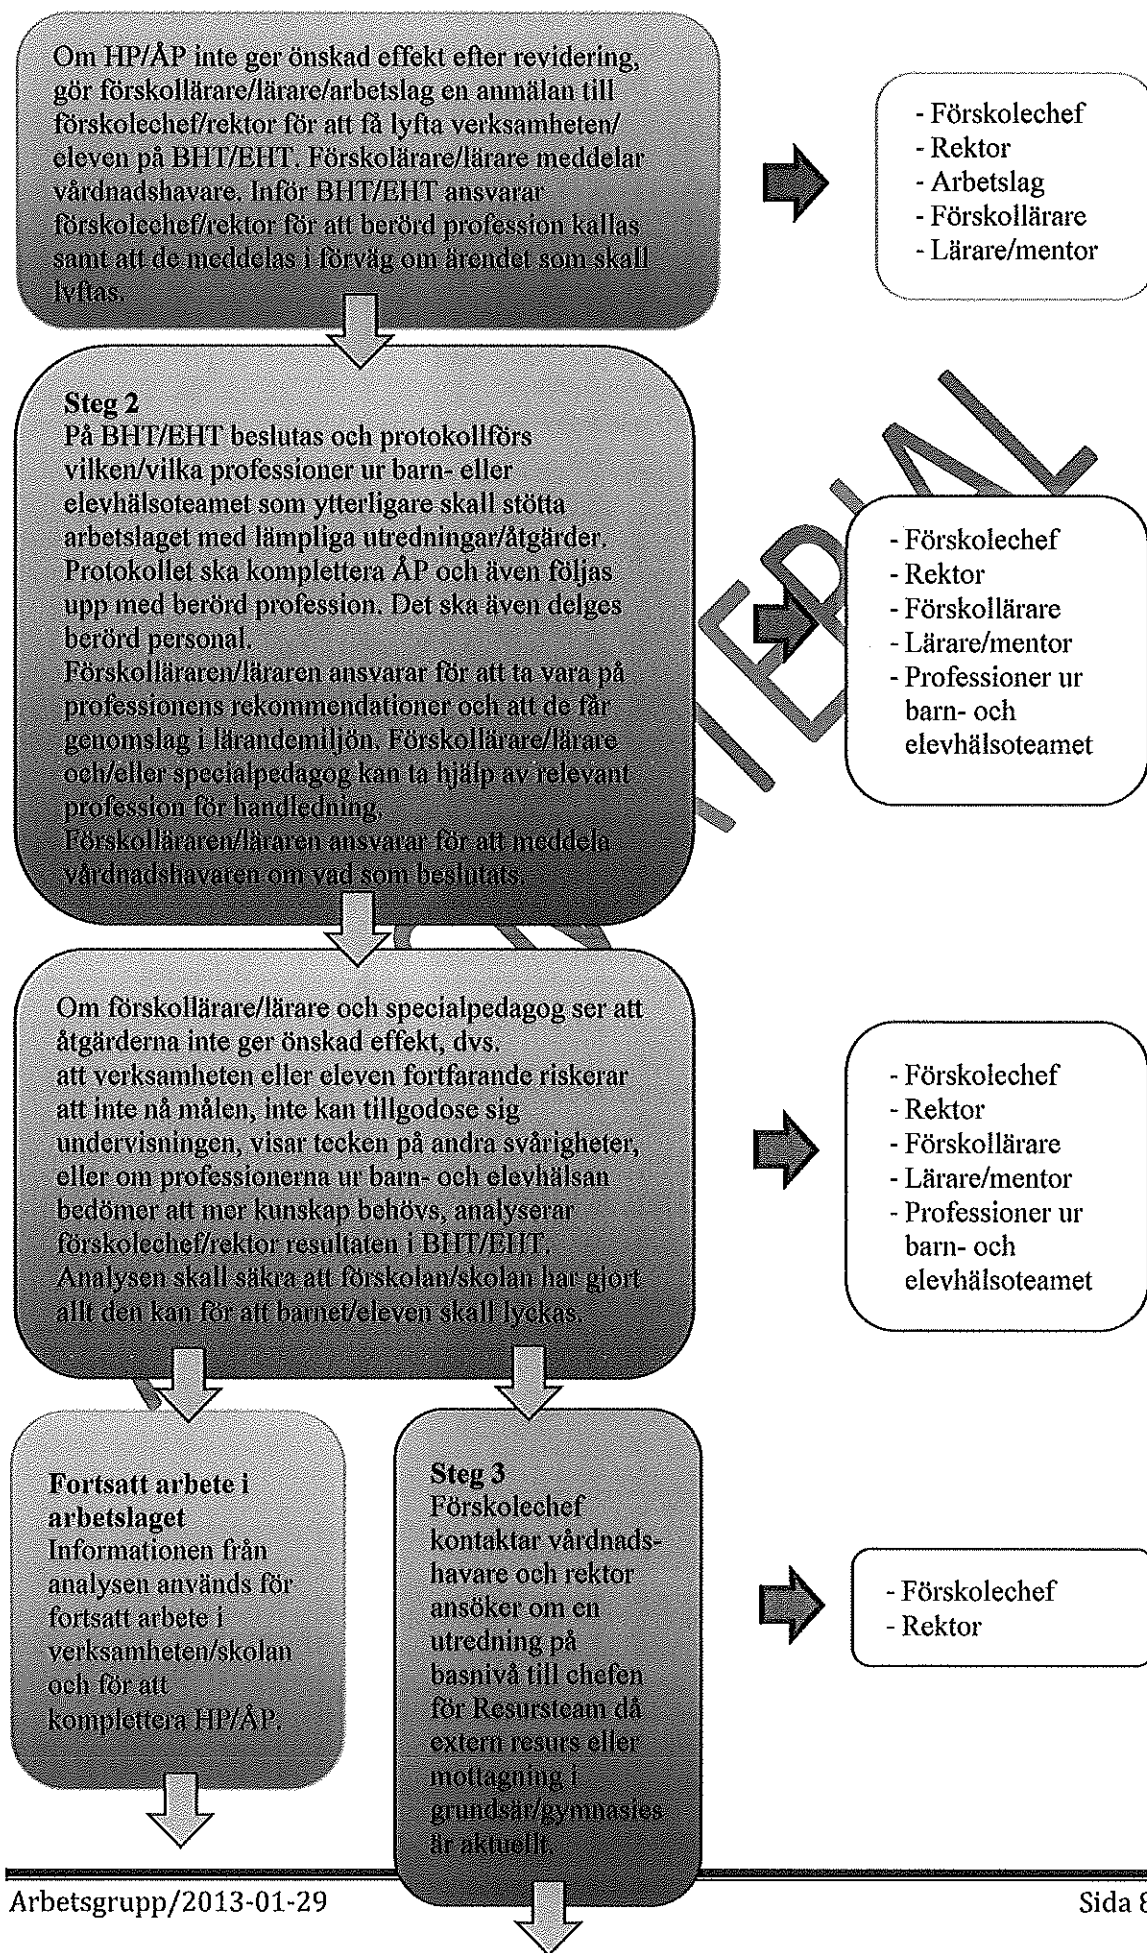 Om HP/ÅP inte ger önskad effekt efter revidering,
gör förskollärare/lärare/arbetslag en anmälan till
förskolechef/rektor för att få lyfta verksamheten/
eleven på BHT/EHT. Förskolärare/lärare meddelar
vårdnadshavare. Inför BHT/EHT ansvarar
förskolechef/rektor för att berörd profession kallas
samt att de meddelas i förväg om ärendet som skall
lyftas.
- Förskolechef
- Rektor
- Arbetslag
- Förskollärare
- Lärare/mentor
Steg 2
På BHT/EHT beslutas och protokollförs
vilken/vilka professioner ur barn- eller
elevhälsoteamet som ytterligare skall stötta
arbetslaget med lämpliga utredningar/åtgärder.
Protokollet ska komplettera ÅP och även följas
upp med berörd profession. Det ska även delges
berörd personal.
Förskolläraren/läraren ansvarar för att ta vara på
professionens rekommendationer och att de får
genomslag i lärandemiljön. Förskollärare/lärare
och/eller specialpedagog kan ta hjälp av relevant
profession för handledning.
Förskolläraren/läraren ansvarar för att meddela
vårdnadshavaren om vad som beslutats.
- Förskolechef
- Rektor
- Förskollärare
- Lärare/mentor
- Professioner ur
barn- och
elevhälsoteamet
Om förskollärare/lärare och specialpedagog ser att
åtgärderna inte ger önskad effekt, dvs.
att verksamheten eller eleven fortfarande riskerar
att inte nå målen, inte kan tillgodose sig
undervisningen, visar tecken på andra svårigheter,
eller om professionerna ur barn- och elevhälsan
bedömer att mer kunskap behövs, analyserar
förskolechef/rektor resultaten i BHT/EHT.
Analysen skall säkra att förskolan/skolan har gjort
allt den kan för att barnet/eleven skall lyckas.
- Förskolechef
- Rektor
- Förskollärare
- Lärare/mentor
- Professioner ur
barn- och
elevhälsoteamet
Fortsatt arbete i
arbetslaget
Informationen från
analysen används för
fortsatt arbete i
verksamheten/skolan
och för att
komplettera HP/ÅP.
Steg 3
Förskolechef
kontaktar vårdnads-
havare och rektor
ansöker om en
utredning på
basnivå till chefen
för Resursteam då
extern resurs eller
mottagning i
grundsär/gymnasies
är aktuellt.
- Förskolechef
- Rektor
Arbetsgrupp/2013-01-29
Sida 8